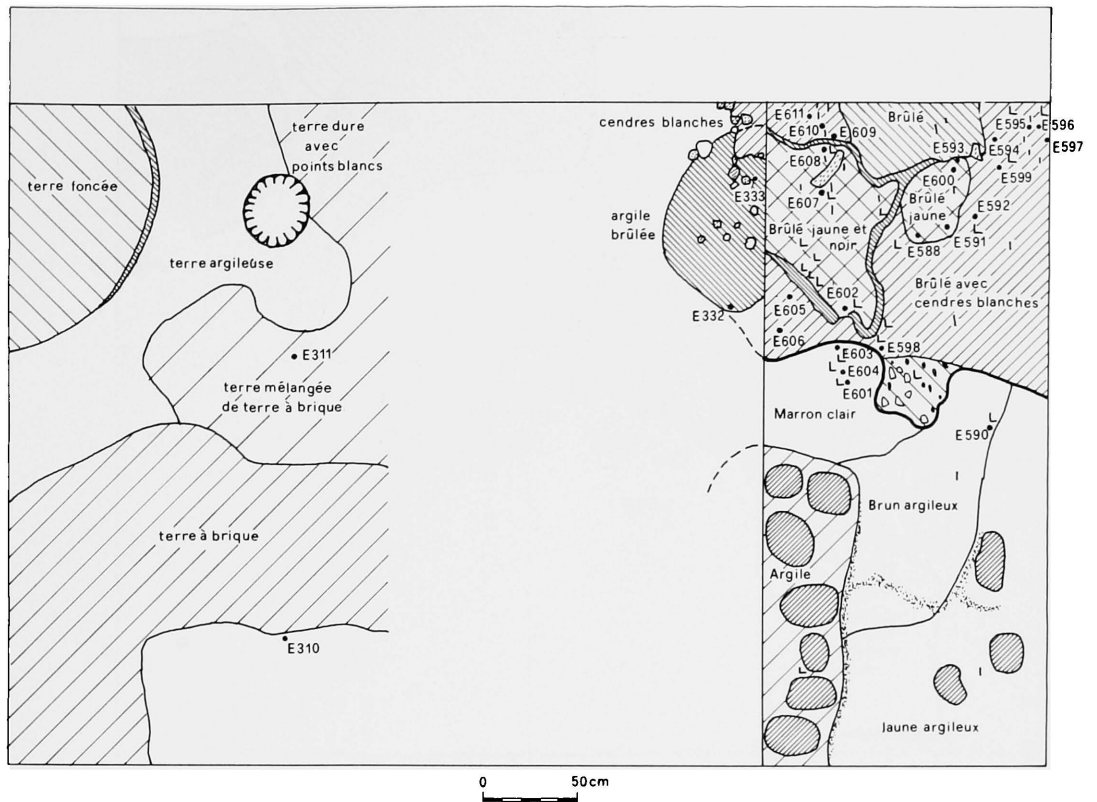 terre foncée
terre dure
avec
points blancs
terre argileuse
E311
terre mélangée
de terre à brique
terre à brique
E310
cendres blanches
argile
brûlée
E333
E332
E611
E610
E609
E608
E607
Brûlé
E593
E595
E596
E594
E597
E599
E600
Brûlé
jaune
E592
E591
E588
Brûlé jaune et
noir
E602
E605
E606
Brûlé avec
cendres blanches
E603
E598
E604
E601
Marron clair
E590
Brun argileux
Argile
Jaune argileux
0 50cm